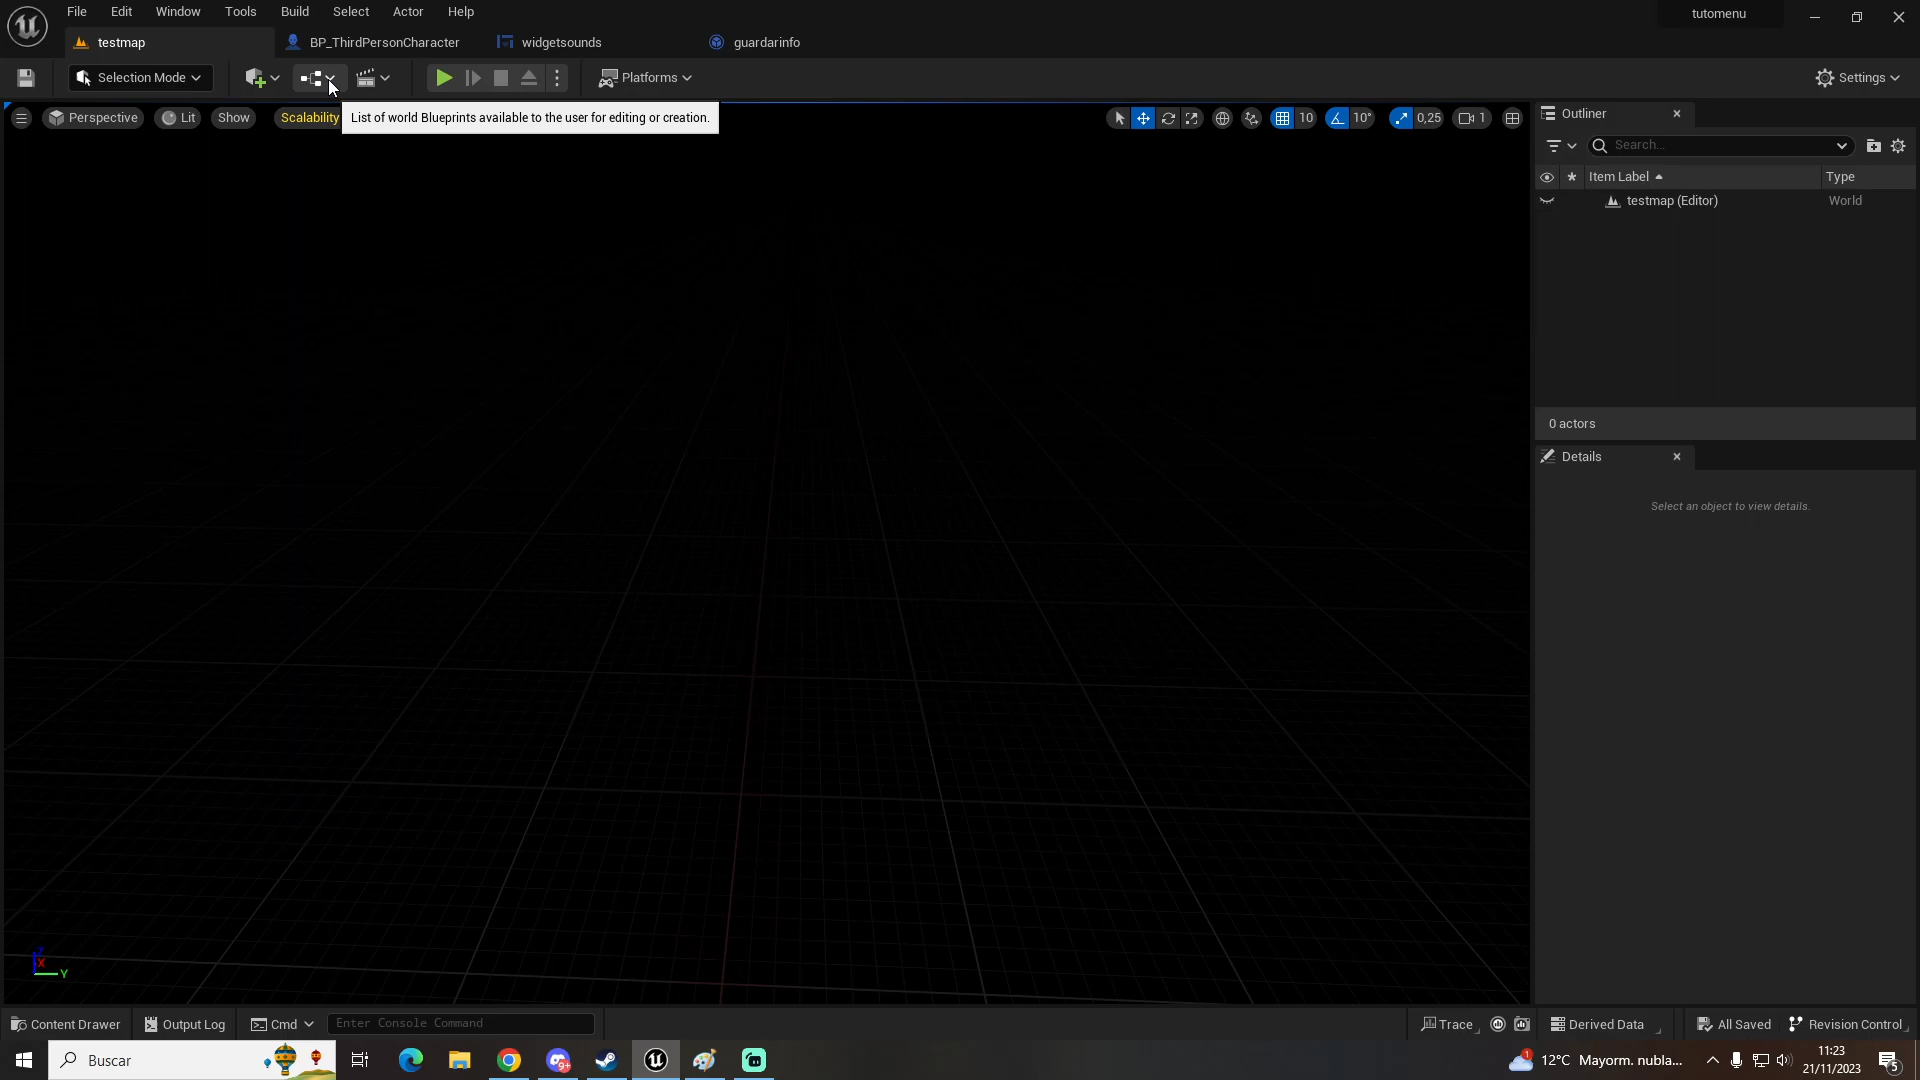 File Edit Window Tools Build Select Actor Help
tutomenu
testmap BP_ThirdPersonCharacter widgetsounds guardarinfo
Selection Mode Platforms Settings
Perspective Lit Show Scalability List of world Blueprints available to the user for editing or creation. 10 10° 0,25 1
Outliner
Search...
Item Label Type
testmap (Editor) World
0 actors
Details
Select an object to view details.
X Y
Content Drawer Output Log Cmd Enter Console Command Trace Derived Data All Saved Revision Control
Buscar 9+ 1 12°C Mayorm. nubla... 11:23
21/11/2023 5